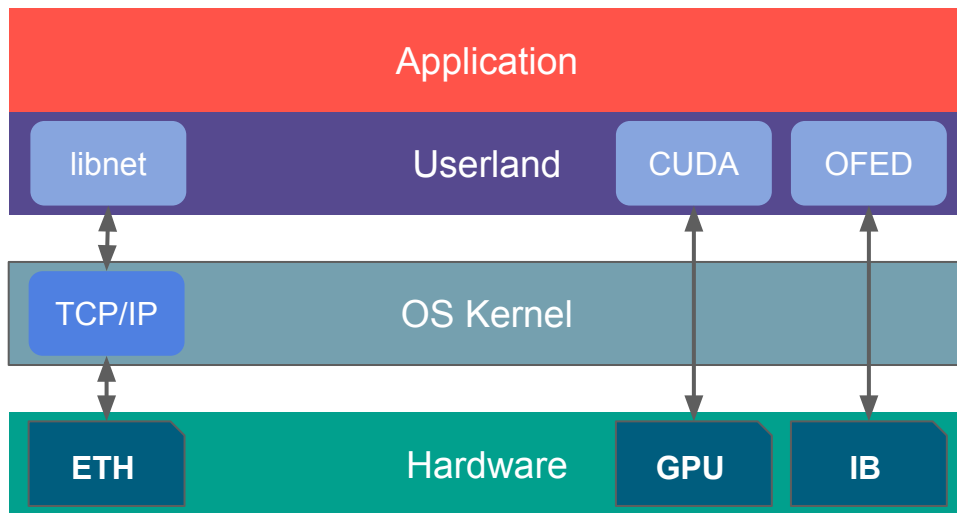 Application
libnet
Userland
CUDA
OFED
TCP/IP
OS Kernel
ETH
Hardware
GPU
IB